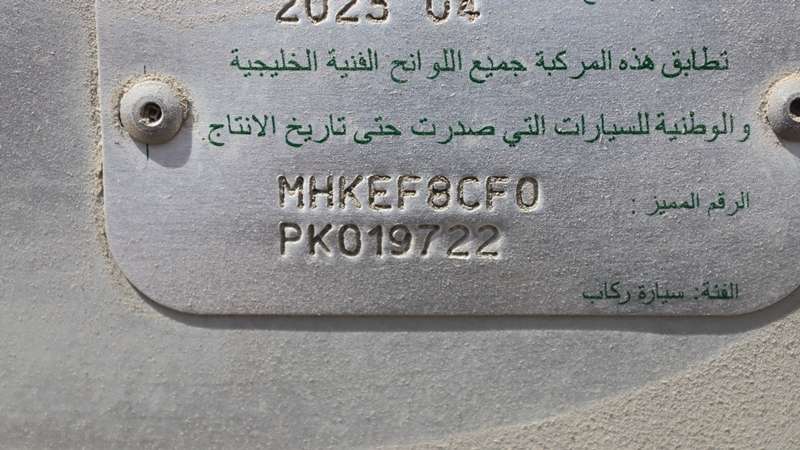 2023 04
تطابق هذه المركبة جميع اللوائح الفنية الخليجية
والوطنية للسيارات التي صدرت حتى تاريخ الانتاج.
الرقم المميز : MHKEF8CF0
PK019722
الفئة: سيارة ركاب